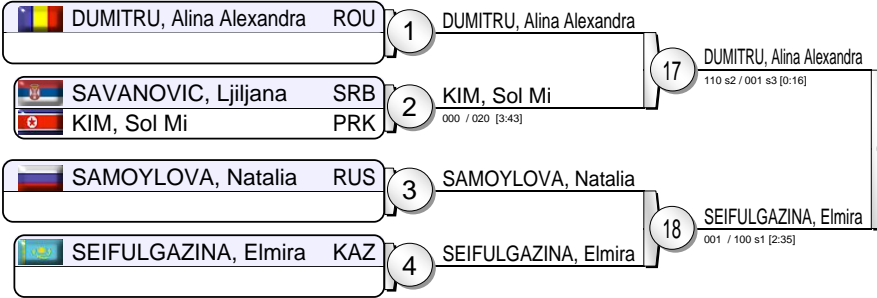 DUMITRU, Alina Alexandra ROU
1
DUMITRU, Alina Alexandra
17
DUMITRU, Alina Alexandra
110 s2 / 001 s3 [0:16]
SAVANOVIC, Ljiljana SRB
KIM, Sol Mi PRK
2
KIM, Sol Mi
000 / 020 [3:43]
SAMOYLOVA, Natalia RUS
3
SAMOYLOVA, Natalia
18
SEIFULGAZINA, Elmira
001 / 100 s1 [2:35]
SEIFULGAZINA, Elmira KAZ
4
SEIFULGAZINA, Elmira